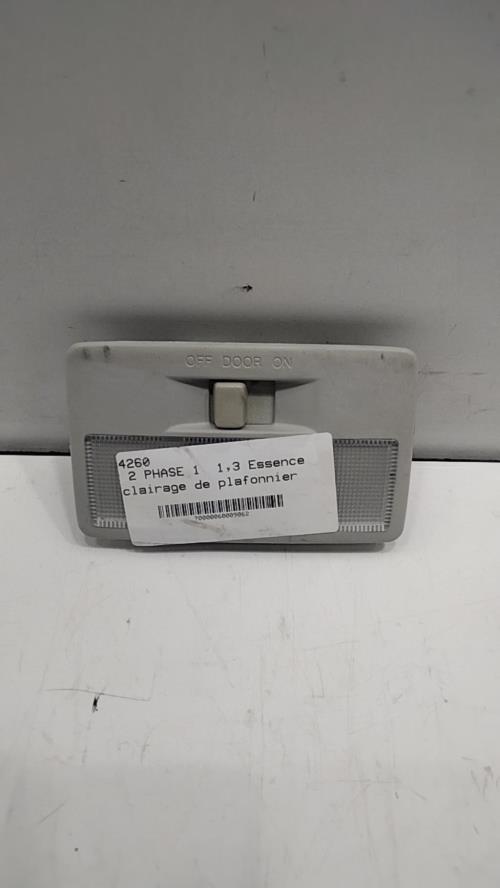 OFF DOOR ON
4260
2 PHASE 1 1,3 Essence
clairage de plafonnier